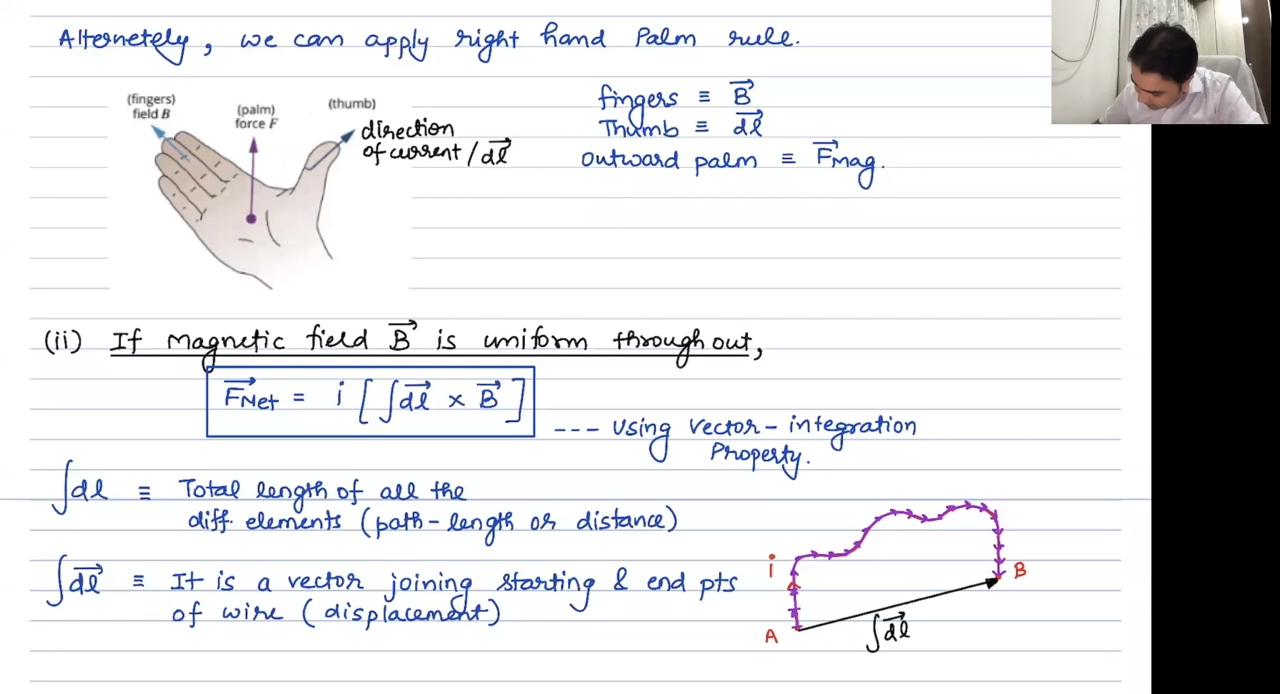 Alternetely, we can apply right hand Palm rule.
(fingers)
field B
(palm)
force F
(thumb)
direction
of current / d𝑙⃗
fingers ≡ B⃗
Thumb ≡ d𝑙⃗
outward palm ≡ F⃗mag.
(ii) If magnetic field B⃗ is uniform throughout,
F⃗Net = i [ ∫d𝑙⃗ × B⃗ ]
--- Using vector-integration
Property.
∫d𝑙 ≡ Total length of all the
diff. elements (path-length or distance)
∫d𝑙⃗ ≡ It is a vector joining starting & end pts
of wire (displacement)
i
B
A
∫d𝑙⃗